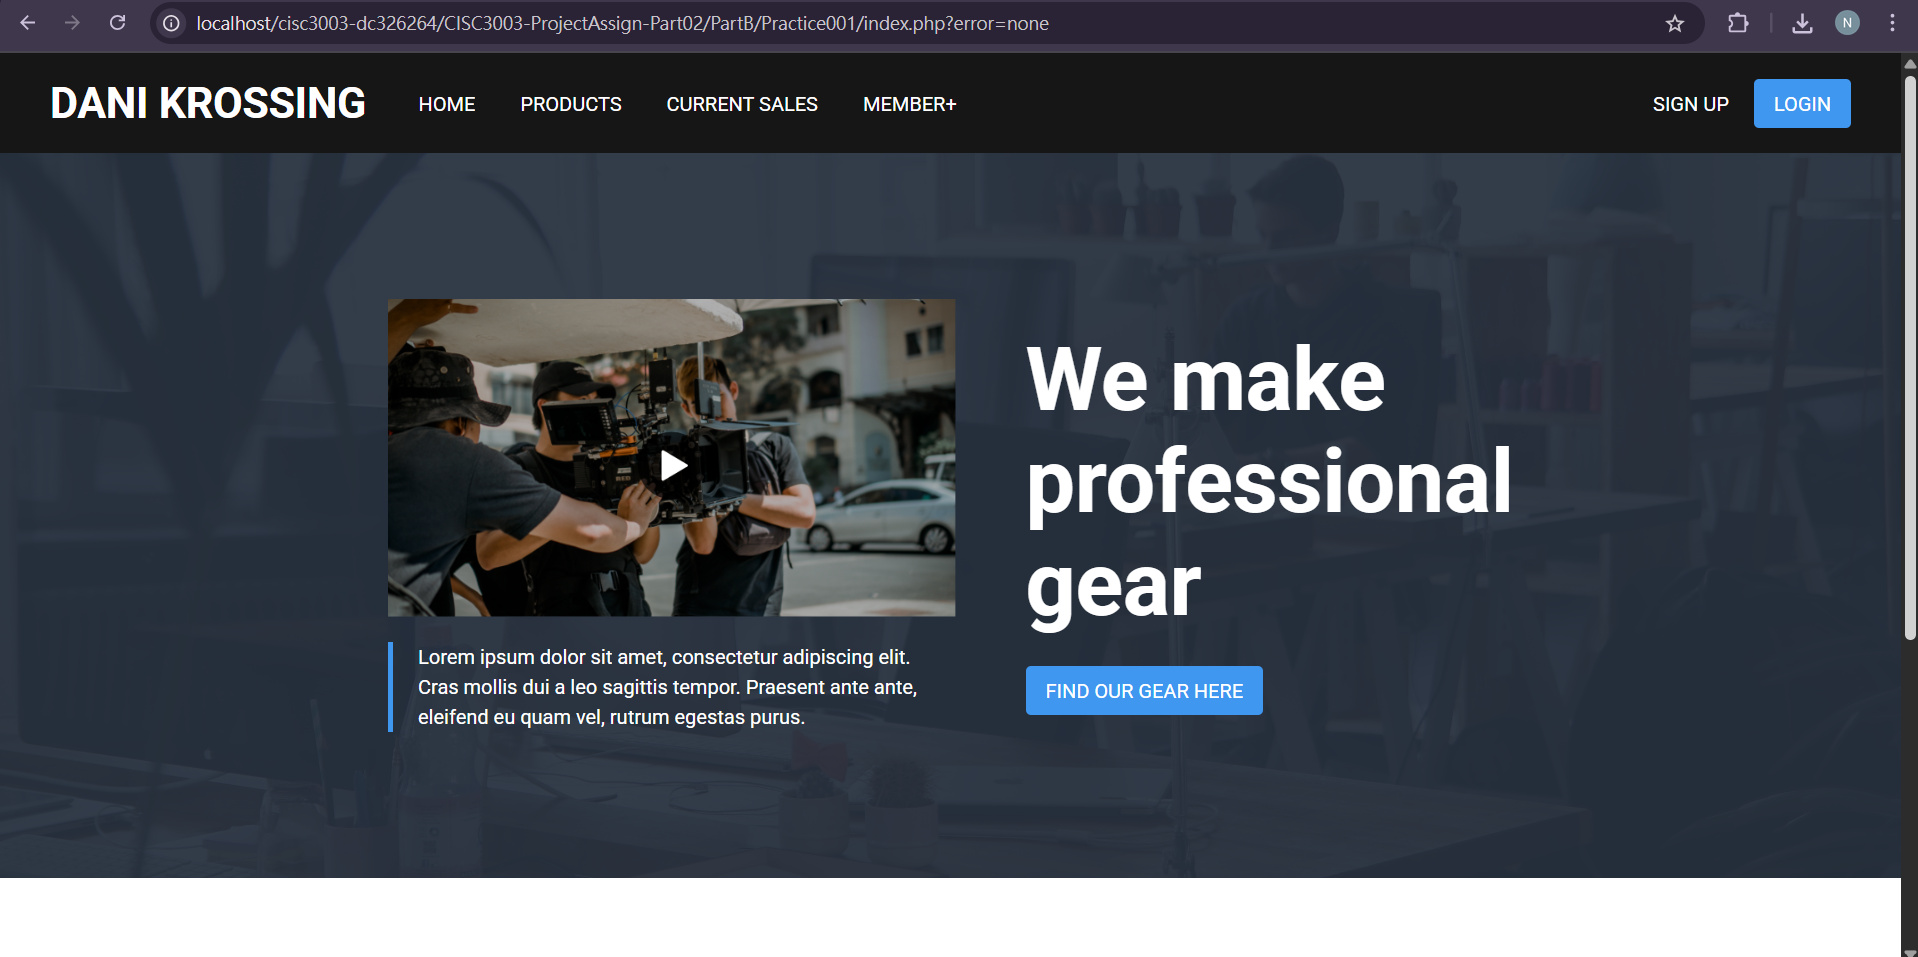 localhost/cisc3003-dc326264/CISC3003-ProjectAssign-Part02/PartB/Practice001/index.php?error=none
N
DANI KROSSING
HOME
PRODUCTS
CURRENT SALES
MEMBER+
SIGN UP
LOGIN
We make
professional
gear
Lorem ipsum dolor sit amet, consectetur adipiscing elit.
Cras mollis dui a leo sagittis tempor. Praesent ante ante,
eleifend eu quam vel, rutrum egestas purus.
FIND OUR GEAR HERE